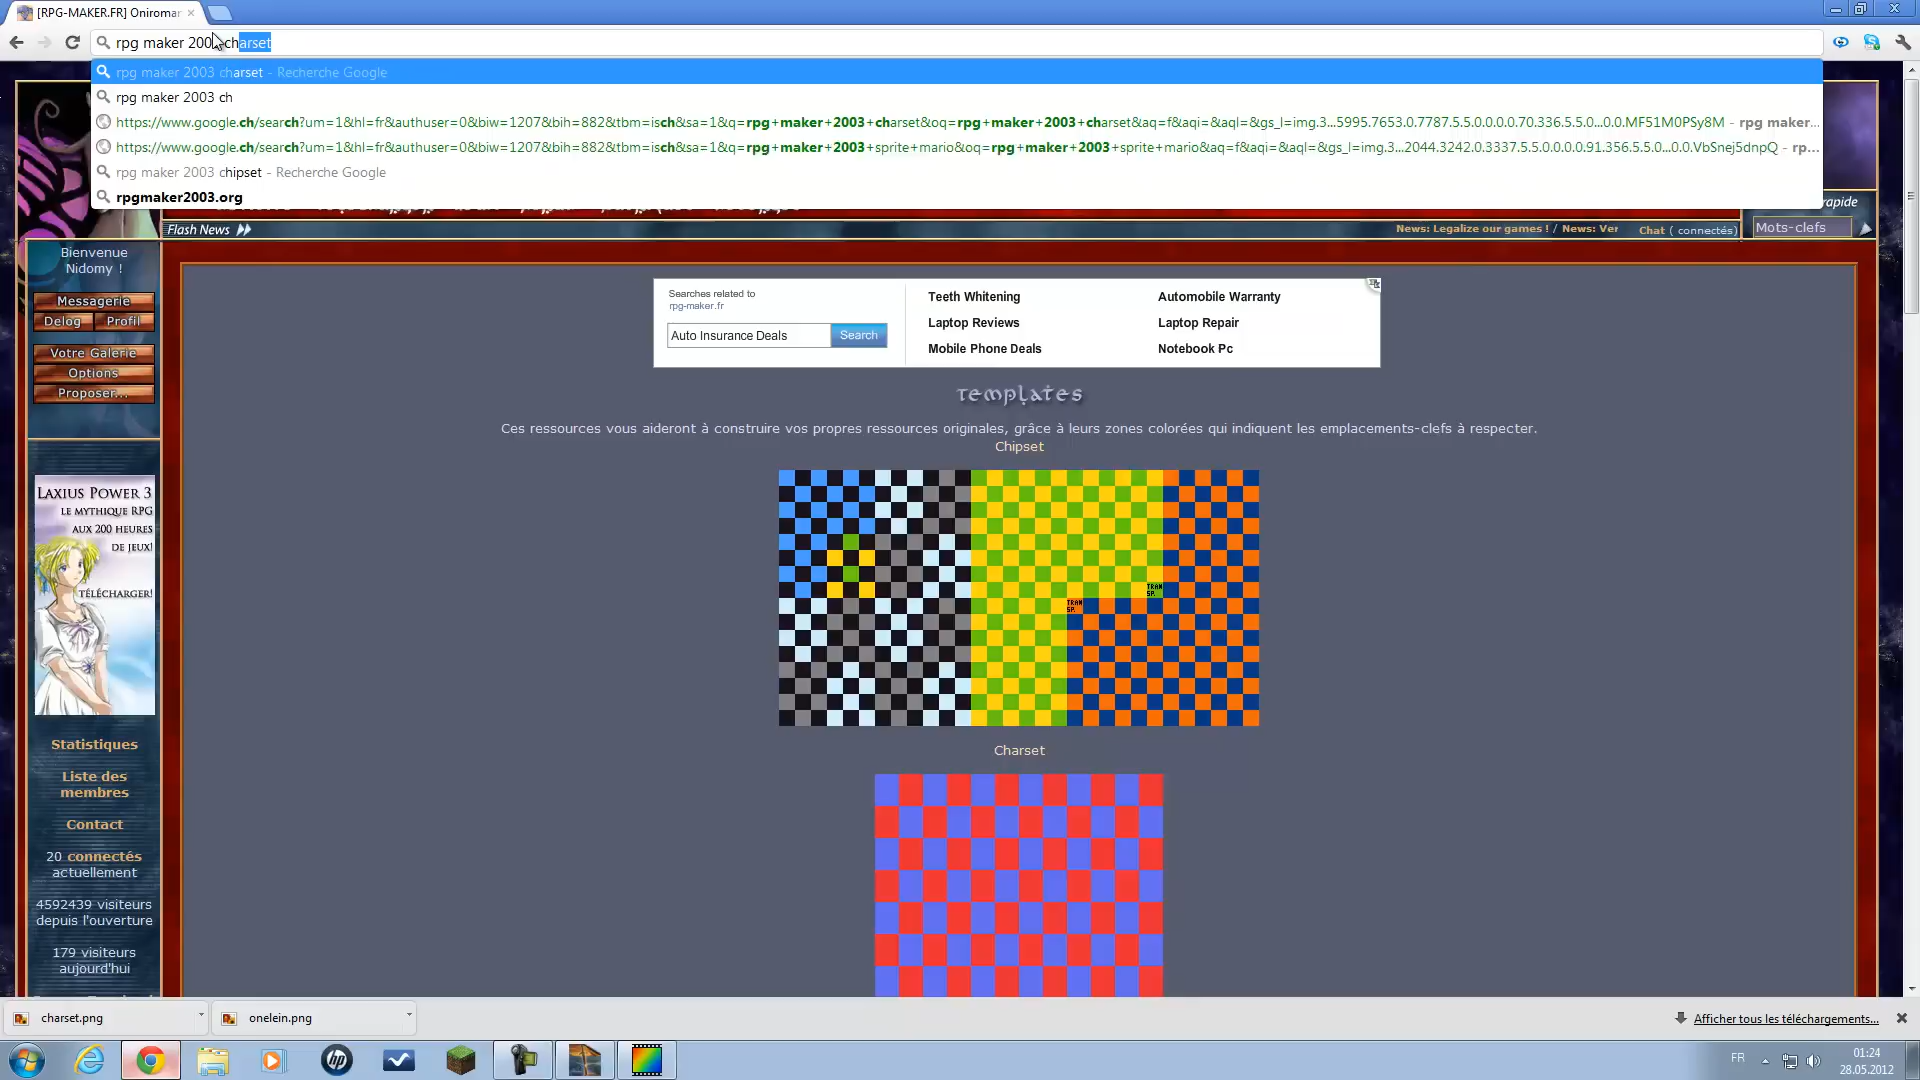 [RPG-MAKER.FR] Oniromar
rpg maker 2003 charset
rpg maker 2003 charset - Recherche Google
rpg maker 2003 ch
https://www.google.ch/search?um=1&hl=fr&authuser=0&biw=1207&bih=882&tbm=isch&sa=1&q=rpg+maker+2003+charset&oq=rpg+maker+2003+charset&aq=f&aqi=&aql=&gs_l=img.3...5995.7653.0.7787.5.5.0.0.0.0.70.336.5.5.0...0.0.MF51M0PSy8M - rpg maker...
https://www.google.ch/search?um=1&hl=fr&authuser=0&biw=1207&bih=882&tbm=isch&sa=1&q=rpg+maker+2003+sprite+mario&oq=rpg+maker+2003+sprite+mario&aq=f&aqi=&aql=&gs_l=img.3...2044.3242.0.3337.5.5.0.0.0.0.91.356.5.5.0...0.0.VbSnej5dnpQ - rp...
rpg maker 2003 chipset - Recherche Google
rpgmaker2003.org
rapide
Flash News
News: Legalize our games ! / News: Ver
Chat ( connectés)
Mots-clefs
Bienvenue
Nidomy !
Messagerie
Delog
Profil
Votre Galerie
Options
Proposer...
Searches related to
rpg-maker.fr
Auto Insurance Deals
Search
Teeth Whitening
Automobile Warranty
Laptop Reviews
Laptop Repair
Mobile Phone Deals
Notebook Pc
Templates
Ces ressources vous aideront à construire vos propres ressources originales, grâce à leurs zones colorées qui indiquent les emplacements-clefs à respecter.
Chipset
TRAN
SP.
TRAN
SP.
Charset
LAXIUS POWER 3
LE MYTHIQUE RPG
AUX 200 HEURES
DE JEUX!
TÉLÉCHARGER!
Statistiques
Liste des
membres
Contact
20 connectés
actuellement
4592439 visiteurs
depuis l'ouverture
179 visiteurs
aujourd'hui
charset.png
onelein.png
Afficher tous les téléchargements...
hp
FR
01:24
28.05.2012